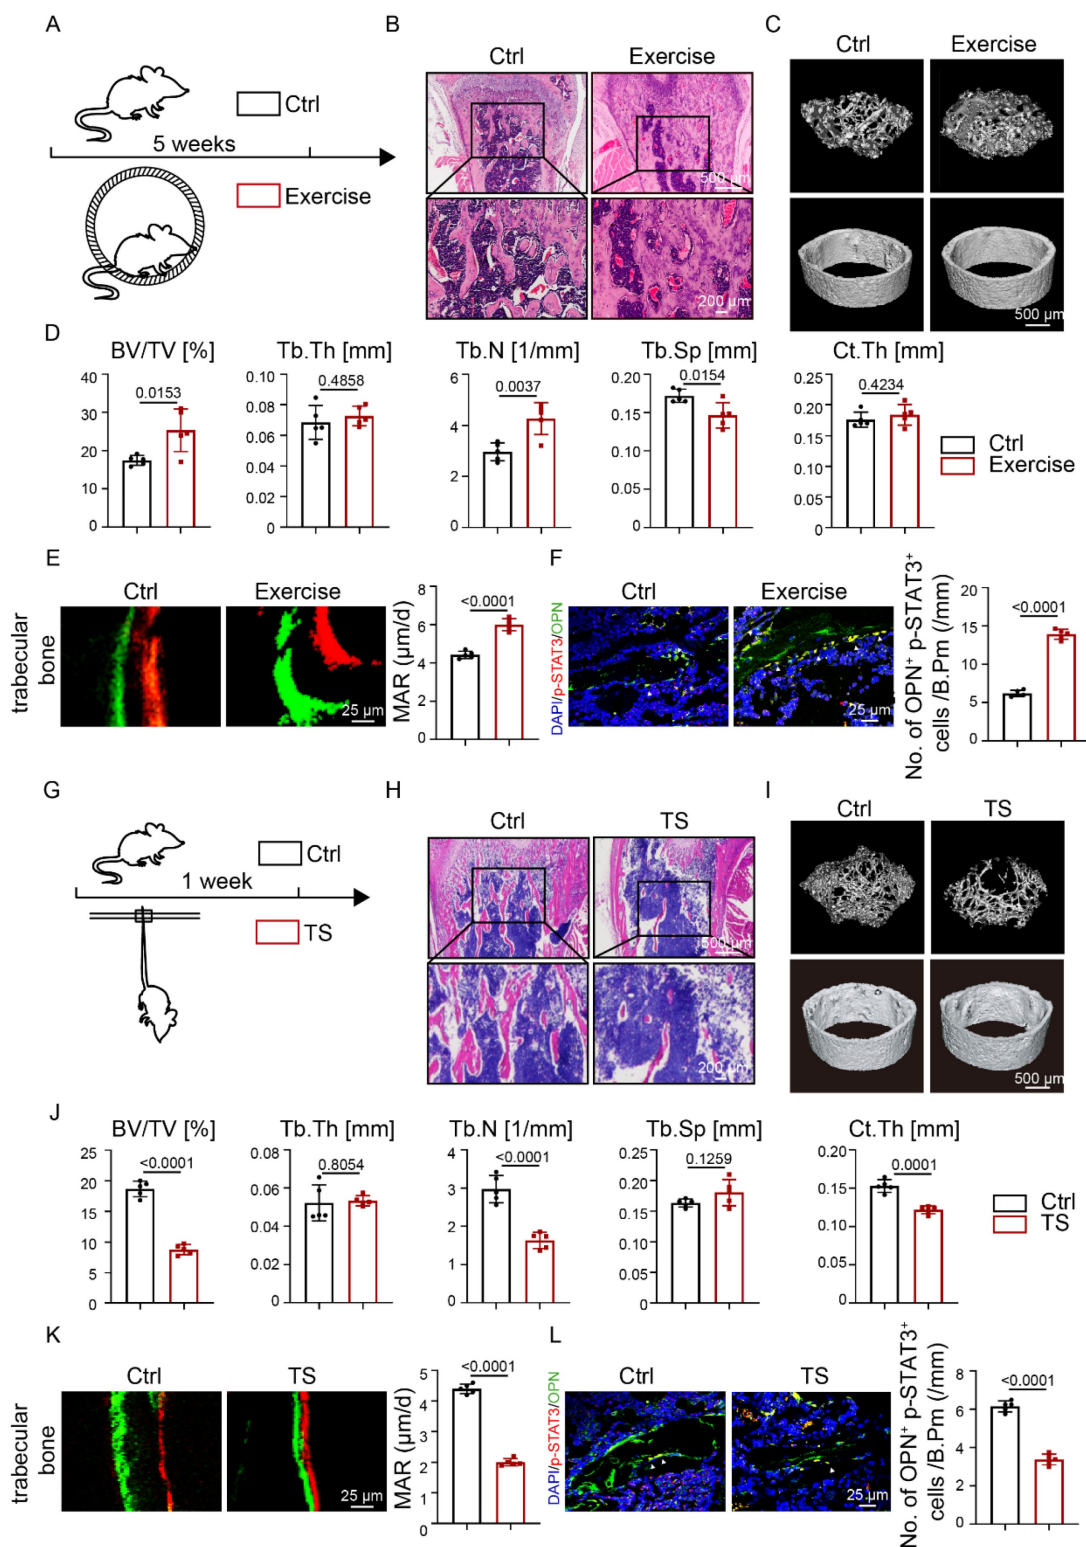 A
Ctrl
5 weeks
Exercise
B
Ctrl
Exercise
500 µm
200 µm
C
Ctrl
Exercise
500 µm
D
BV/TV [%]
40
30
20
10
0
0.0153
Tb.Th [mm]
0.10
0.08
0.06
0.04
0.02
0
0.4858
Tb.N [1/mm]
6
4
2
0
0.0037
Tb.Sp [mm]
0.20
0.15
0.10
0.05
0
0.0154
Ct.Th [mm]
0.25
0.20
0.15
0.10
0.05
0
0.4234
Ctrl
Exercise
E
trabecular
bone
Ctrl
Exercise
25 µm
MAR (µm/d)
8
6
4
2
0
<0.0001
F
DAPI/p-STAT3/OPN
Ctrl
Exercise
25 µm
No. of OPN⁺ p-STAT3⁺
cells /B.Pm (/mm)
20
15
10
5
0
<0.0001
G
Ctrl
1 week
TS
H
Ctrl
TS
500 µm
200 µm
I
Ctrl
TS
500 µm
J
BV/TV [%]
25
20
15
10
5
0
<0.0001
Tb.Th [mm]
0.08
0.06
0.04
0.02
0
0.8054
Tb.N [1/mm]
4
3
2
1
0
<0.0001
Tb.Sp [mm]
0.25
0.20
0.15
0.10
0.05
0
0.1259
Ct.Th [mm]
0.20
0.15
0.10
0.05
0
0.0001
Ctrl
TS
K
trabecular
bone
Ctrl
TS
25 µm
MAR (µm/d)
5
4
3
2
1
0
<0.0001
L
DAPI/p-STAT3/OPN
Ctrl
TS
25 µm
No. of OPN⁺ p-STAT3⁺
cells /B.Pm (/mm)
8
6
4
2
0
<0.0001